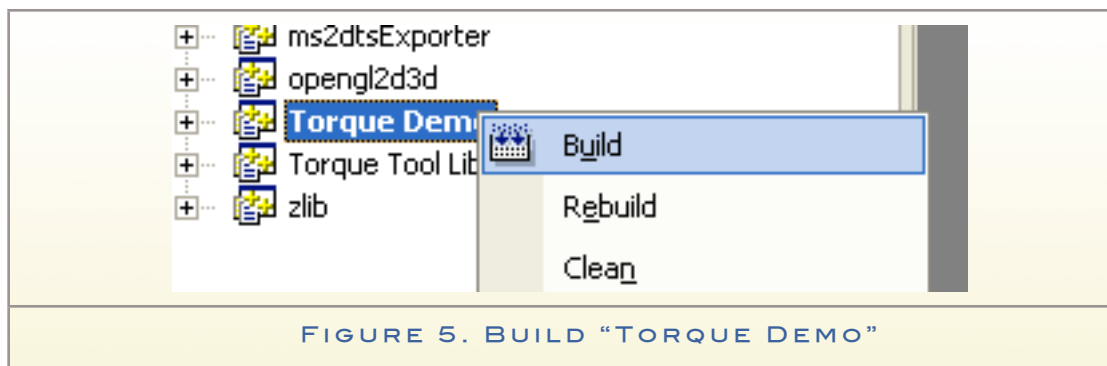 ms2dtsExporter
opengl2d3d
Torque Dem
Torque Tool Lib
zlib
Build
Rebuild
Clean
FIGURE 5. BUILD “TORQUE DEMO”